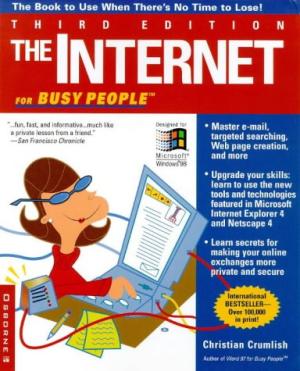 The Book to Use When There's No Time to Lose!
THIRD EDITION
THE INTERNET
FOR BUSY PEOPLE™
"...fun, fast, and informative...much like
a private lesson from a friend."
—San Francisco Chronicle
Designed for
Microsoft®
Windows®95
• Master e-mail,
targeted searching,
Web page creation,
and more
• Upgrade your skills:
learn to use the new
tools and technologies
featured in Microsoft
Internet Explorer 4
and Netscape 4
• Learn secrets for
making your online
exchanges more
private and secure
International
BESTSELLER—
Over 100,000
in print!
OSBORNE
Christian Crumlish
Author of Word 97 for Busy People™